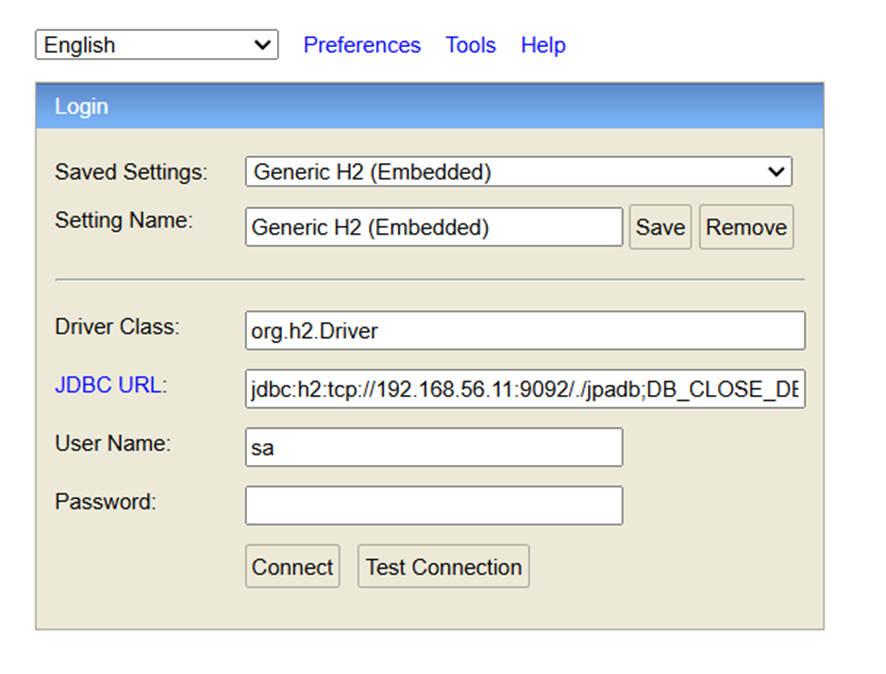 English Preferences Tools Help
Login
Saved Settings: Generic H2 (Embedded)
Setting Name: Generic H2 (Embedded) Save Remove
Driver Class: org.h2.Driver
JDBC URL: jdbc:h2:tcp://192.168.56.11:9092/./jpadb;DB_CLOSE_DE
User Name: sa
Password:
Connect Test Connection